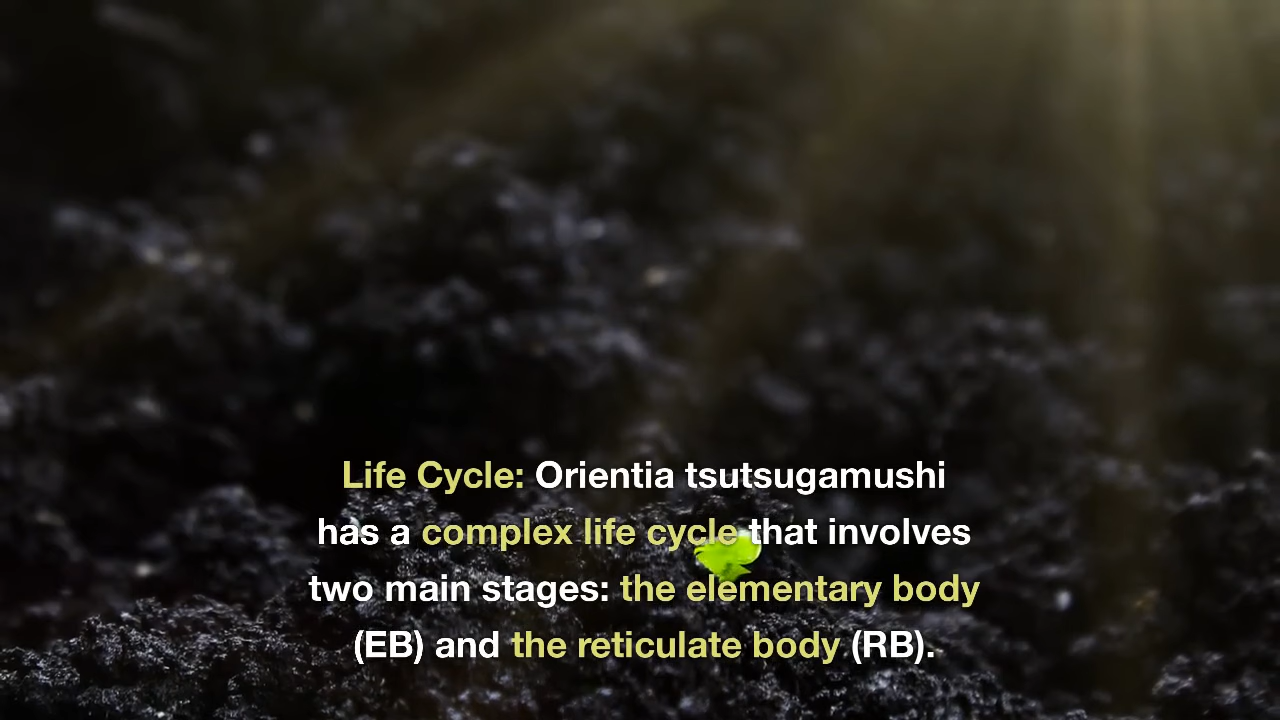 Life Cycle: Orientia tsutsugamushi
has a complex life cycle that involves
two main stages: the elementary body
(EB) and the reticulate body (RB).